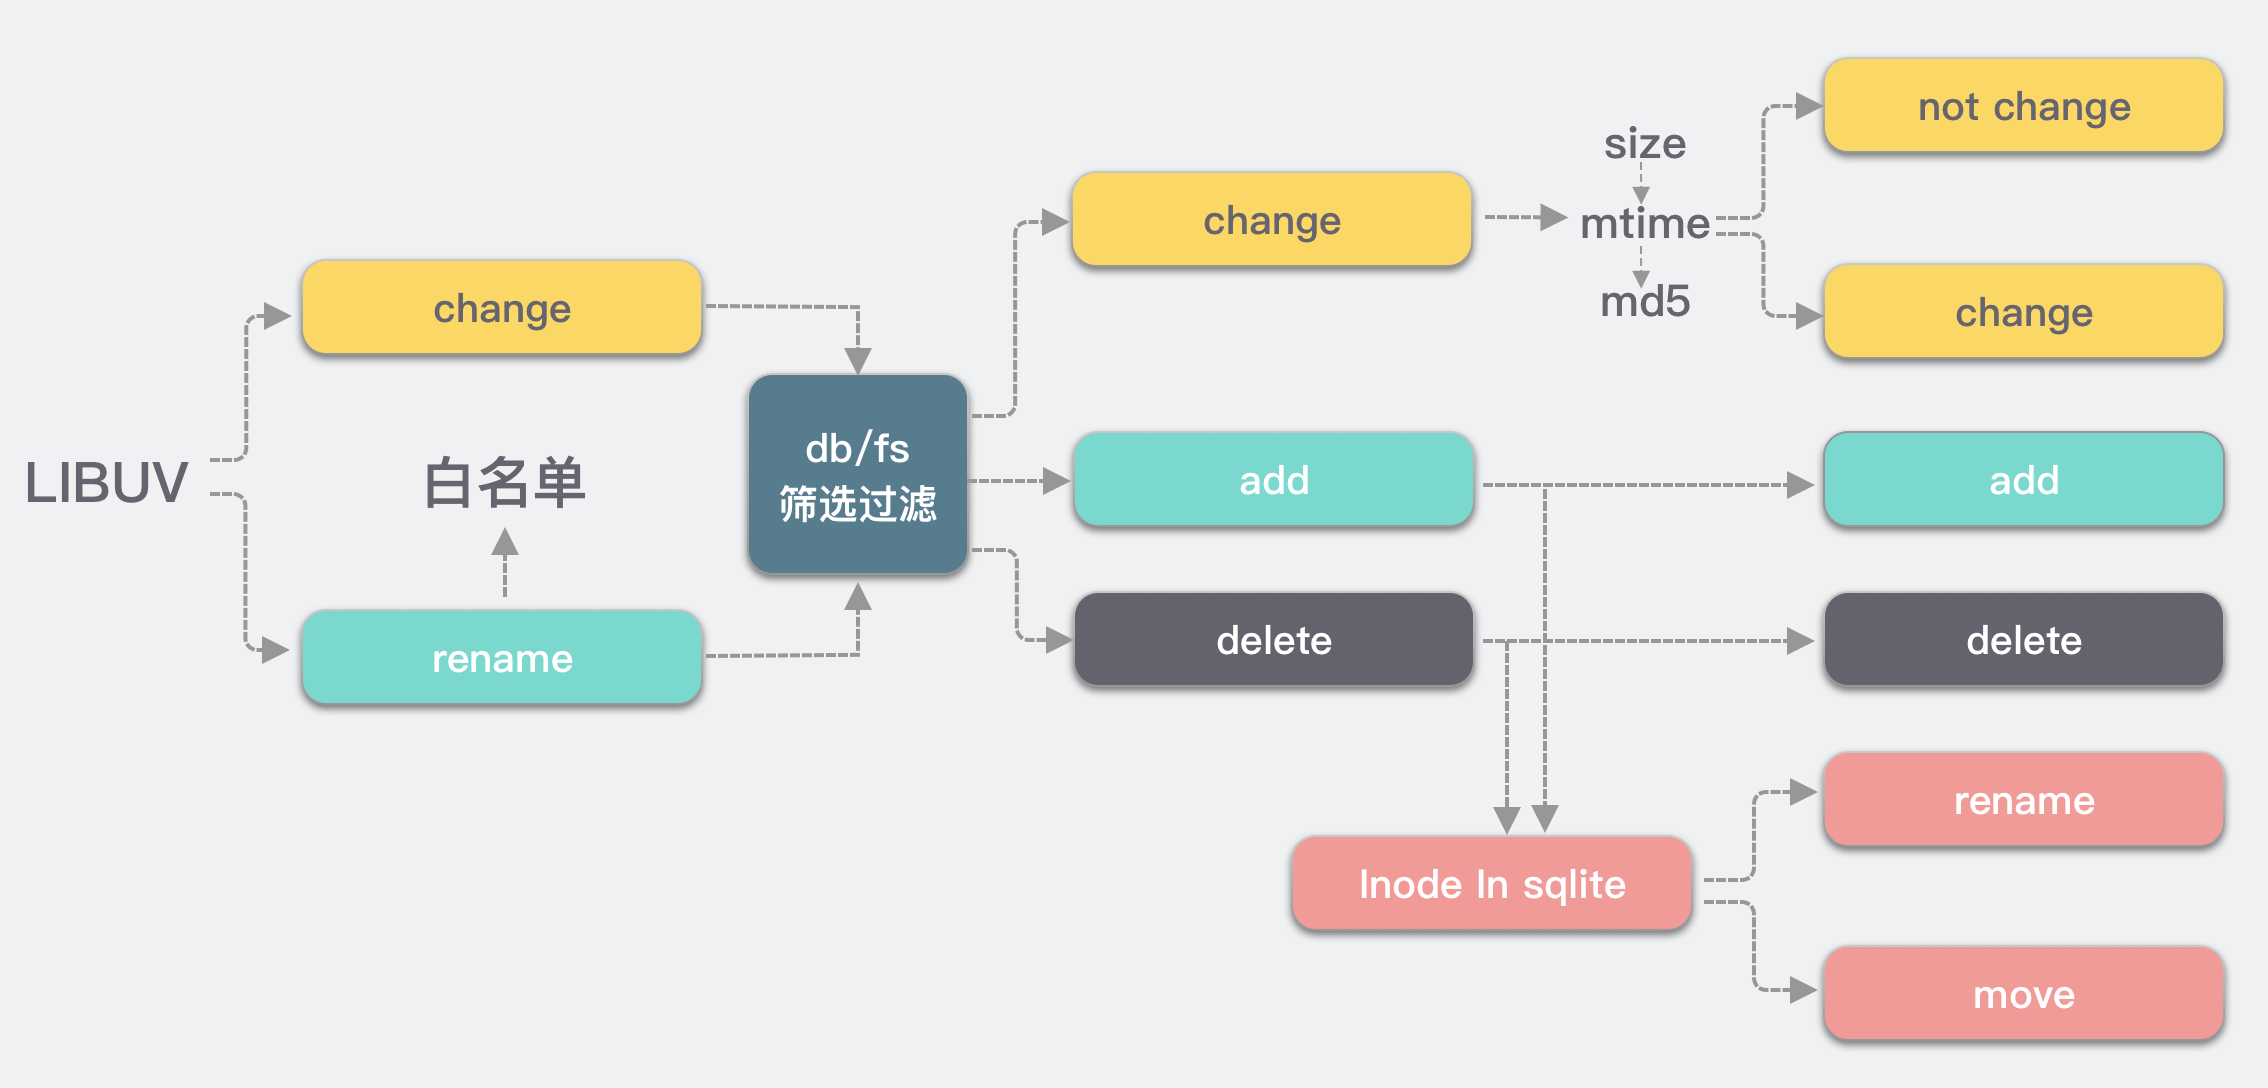 LIBUV
change
白名单
rename
db/fs
筛选过滤
change
add
delete
size
mtime
md5
Inode In sqlite
not change
change
add
delete
rename
move